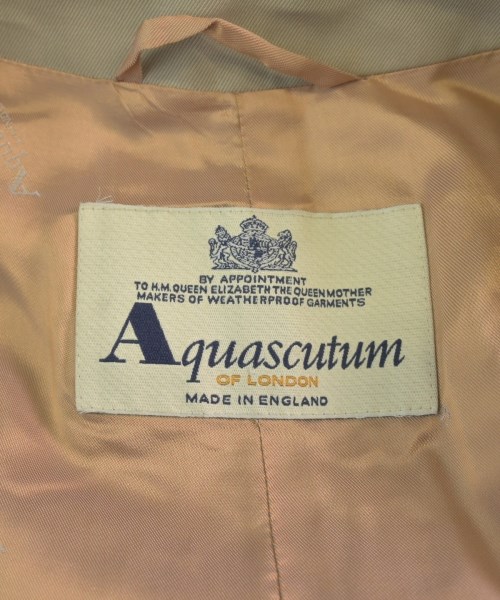 BY APPOINTMENT
TO H.M. QUEEN ELIZABETH THE QUEEN MOTHER
MAKERS OF WEATHERPROOF GARMENTS
Aquascutum
OF LONDON
MADE IN ENGLAND